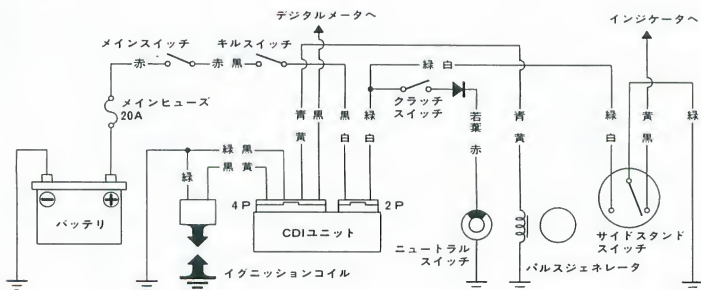 デジタルメータへ
インジケータへ
メインスイッチ
キルスイッチ
赤
赤 黒
緑 白
クラッチ
スイッチ
メインヒューズ
20A
青 黄
黒
黒 白
緑 白
若葉 赤
青 黄
緑 白
黄 黒
緑
緑 黒
黒 黄
緑
4P
2P
バッテリ
CDIユニット
イグニッションコイル
ニュートラル
スイッチ
パルスジェネレータ
サイドスタンド
スイッチ